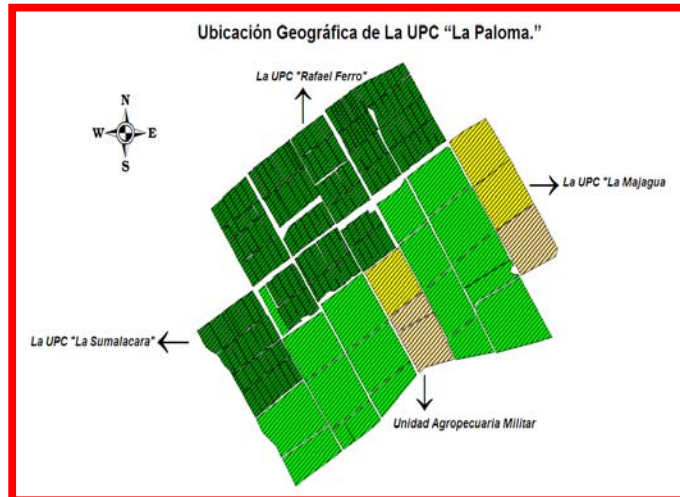 Ubicación Geográfica de La UPC “La Paloma.”
La UPC "Rafael Ferro"
N
W E
S
La UPC "La Majagua
La UPC "La Sumalacara"
Unidad Agropecuaria Militar